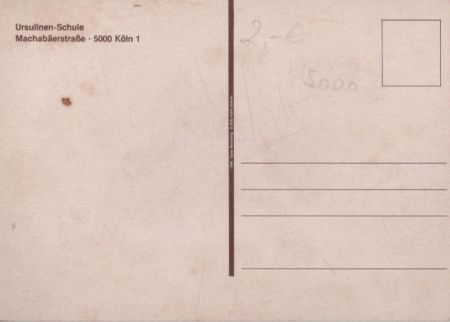 Ursulinen-Schule
Machabäerstraße · 5000 Köln 1
2,-€
5000